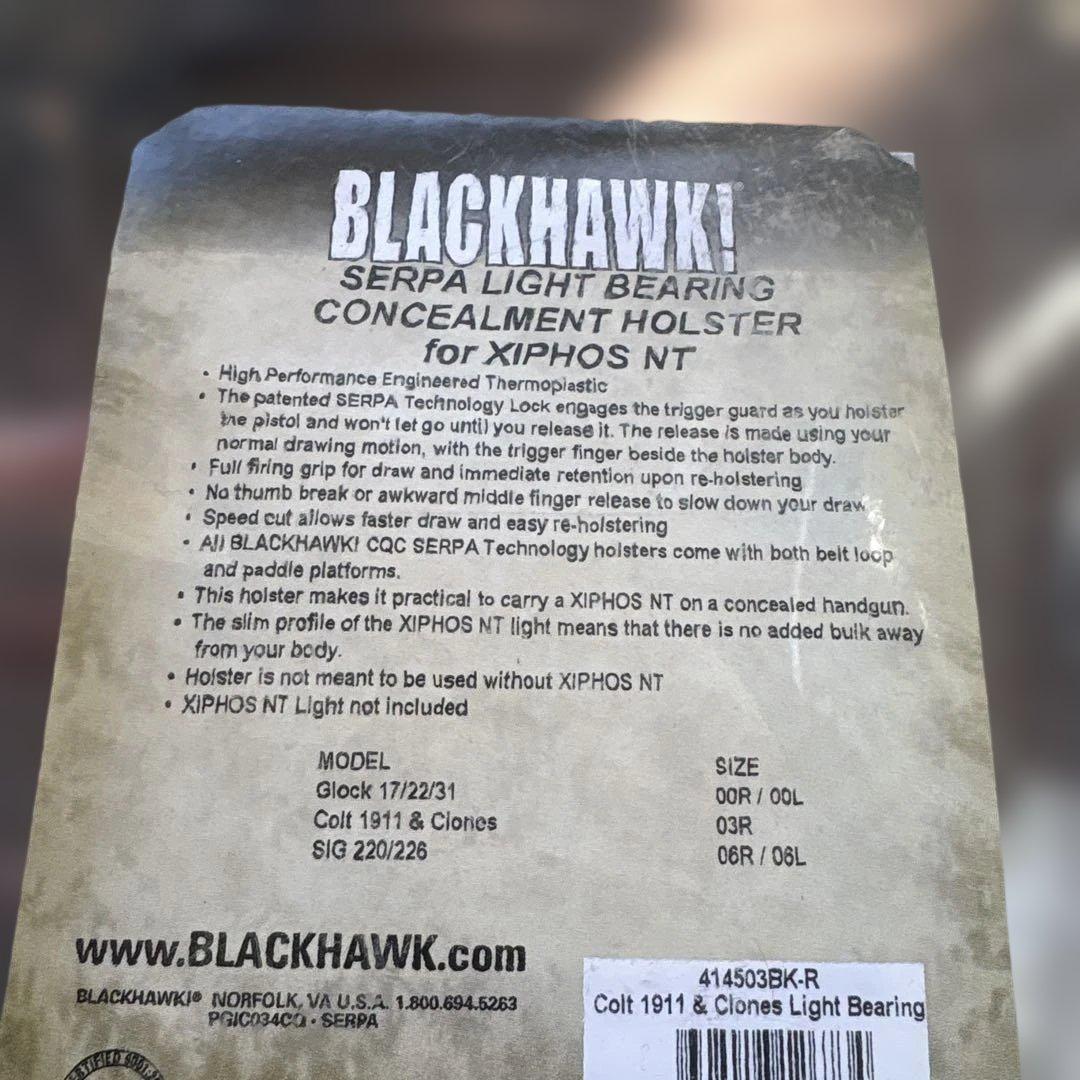 BLACKHAWK!
SERPA LIGHT BEARING
CONCEALMENT HOLSTER
for XIPHOS NT
• High Performance Engineered Thermoplastic
• The patented SERPA Technology Lock engages the trigger guard as you holster
the pistol and won't let go until you release it. The release is made using your
normal drawing motion, with the trigger finger beside the holster body.
• Full firing grip for draw and immediate retention upon re-holstering
• No thumb break or awkward middle finger release to slow down your draw
• Speed cut allows faster draw and easy re-holstering
• All BLACKHAWK! CQC SERPA Technology holsters come with both belt loop
and paddle platforms.
• This holster makes it practical to carry a XIPHOS NT on a concealed handgun.
• The slim profile of the XIPHOS NT light means that there is no added bulk away
from your body.
• Holster is not meant to be used without XIPHOS NT
• XIPHOS NT Light not included
MODEL SIZE
Glock 17/22/31 00R / 00L
Colt 1911 & Clones 03R
SIG 220/226 06R / 06L
www.BLACKHAWK.com
BLACKHAWK!® NORFOLK, VA U.S.A. 1.800.694.5263
PGIC034CQ - SERPA
414503BK-R
Colt 1911 & Clones Light Bearing